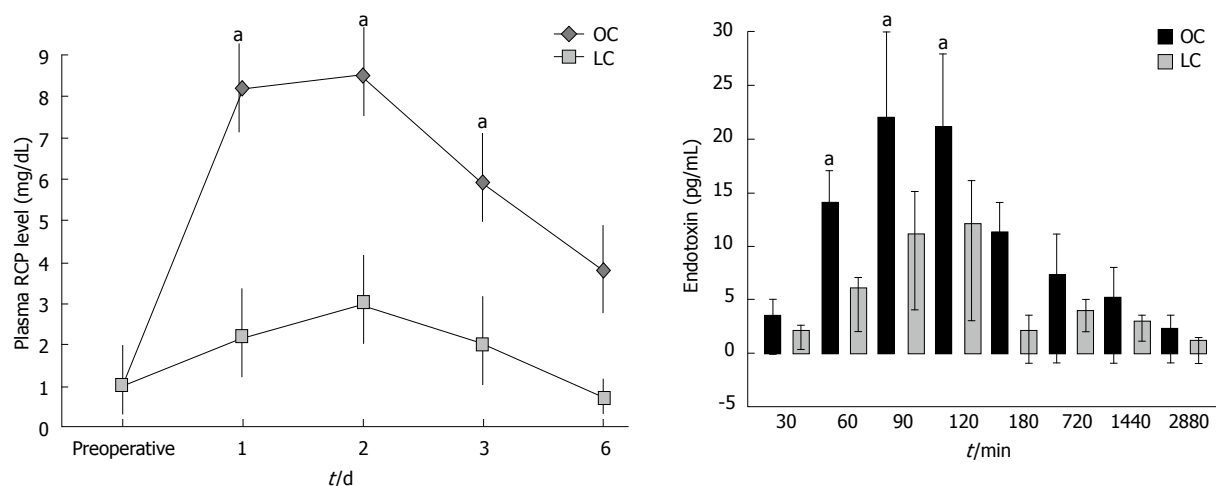 a
a
a
OC
LC
9
8
7
6
5
4
3
2
1
0
Plasma RCP level (mg/dL)
Preoperative 1 2 3 6
t/d
a
a
a
OC
LC
30
25
20
15
10
5
0
-5
Endotoxin (pg/mL)
30 60 90 120 180 720 1440 2880
t/min